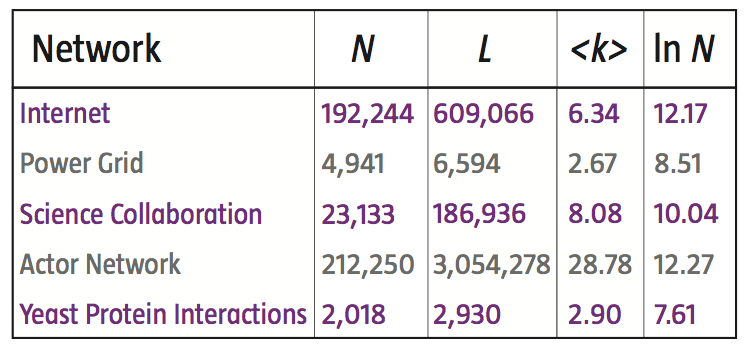 Network N L <k> ln N
Internet 192,244 609,066 6.34 12.17
Power Grid 4,941 6,594 2.67 8.51
Science Collaboration 23,133 186,936 8.08 10.04
Actor Network 212,250 3,054,278 28.78 12.27
Yeast Protein Interactions 2,018 2,930 2.90 7.61